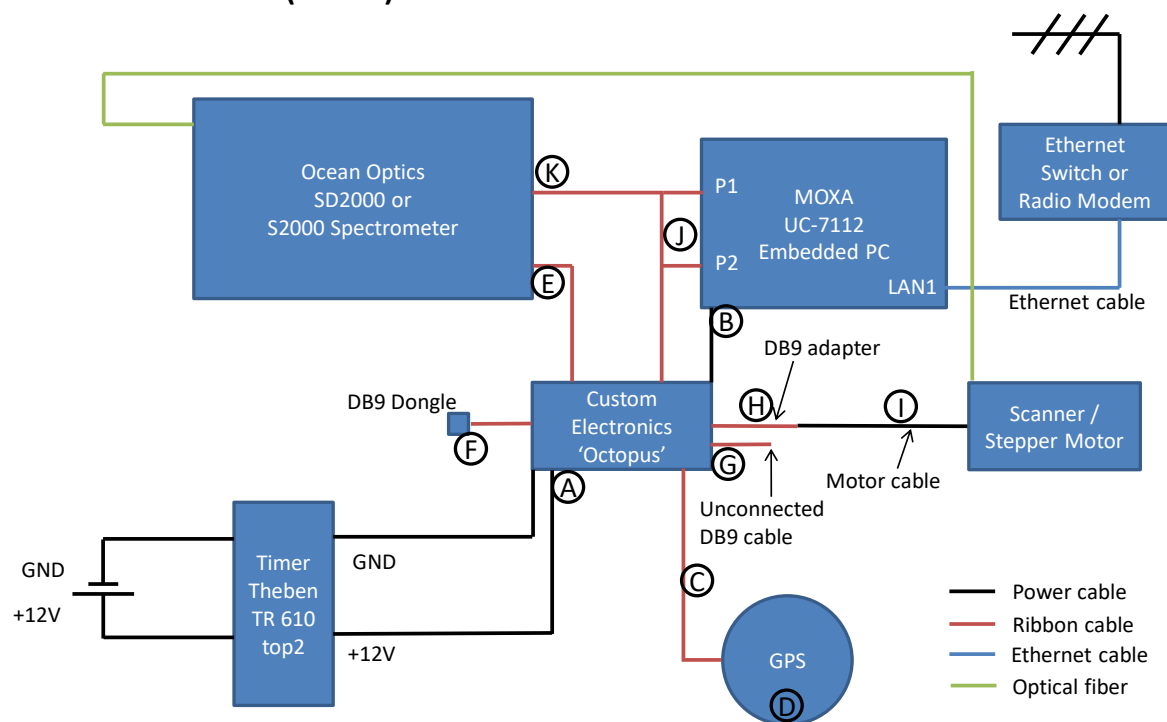 Ocean Optics
SD2000 or
S2000 Spectrometer
K
E
J
P1
P2
MOXA
UC-7112
Embedded PC
LAN1
B
Ethernet
Switch or
Radio Modem
Ethernet cable
DB9 adapter
DB9 Dongle
F
Custom
Electronics
‘Octopus’
H
I
G
A
Scanner /
Stepper Motor
Motor cable
Unconnected
DB9 cable
GND
+12V
Timer
Theben
TR 610
top2
GND
+12V
C
GPS
D
Power cable
Ribbon cable
Ethernet cable
Optical fiber